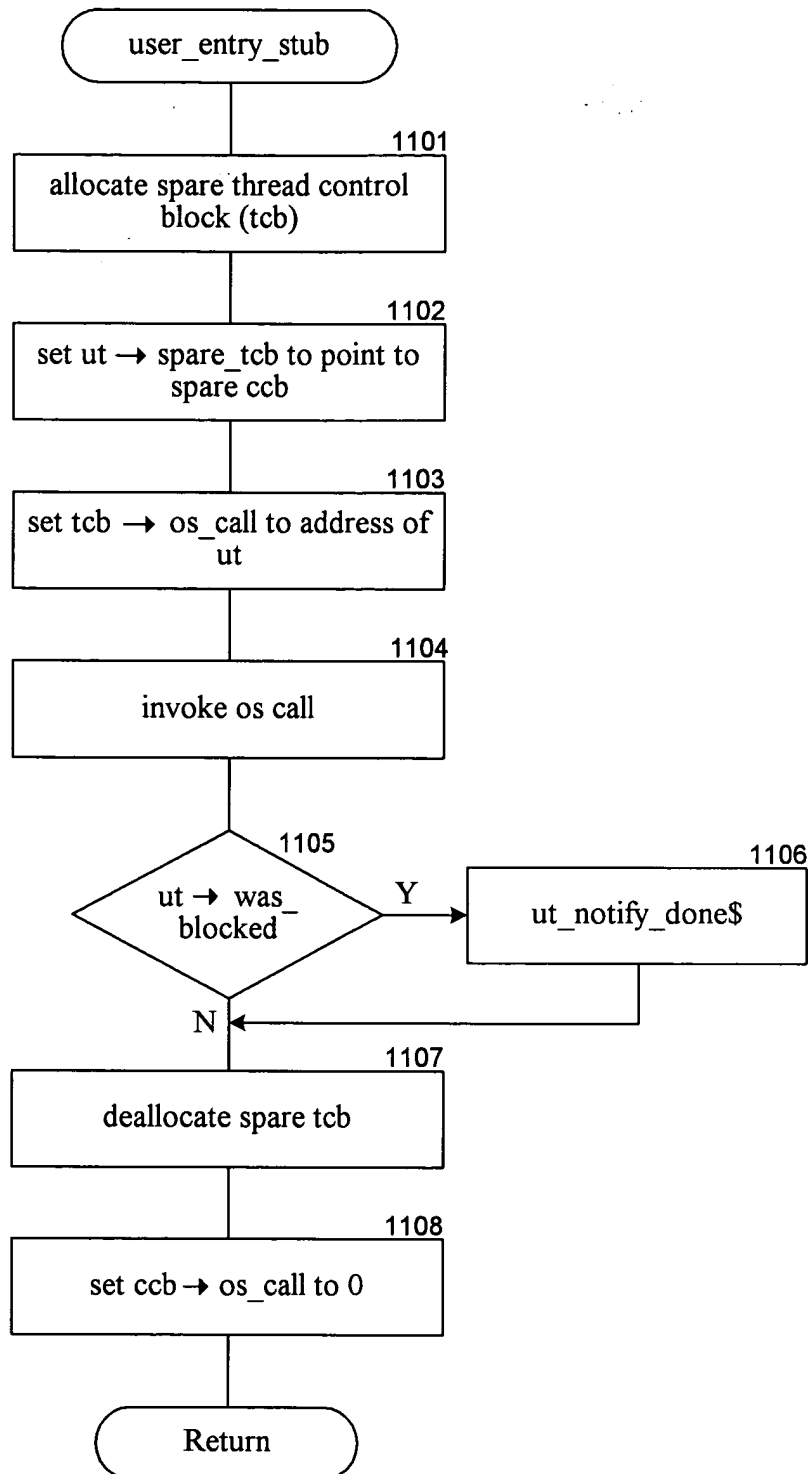 user_entry_stub
1101
allocate spare thread control
block (tcb)
1102
set ut → spare_tcb to point to
spare ccb
1103
set tcb → os_call to address of
ut
1104
invoke os call
1105
ut → was_
blocked
Y
1106
ut_notify_done$
N
1107
deallocate spare tcb
1108
set ccb → os_call to 0
Return